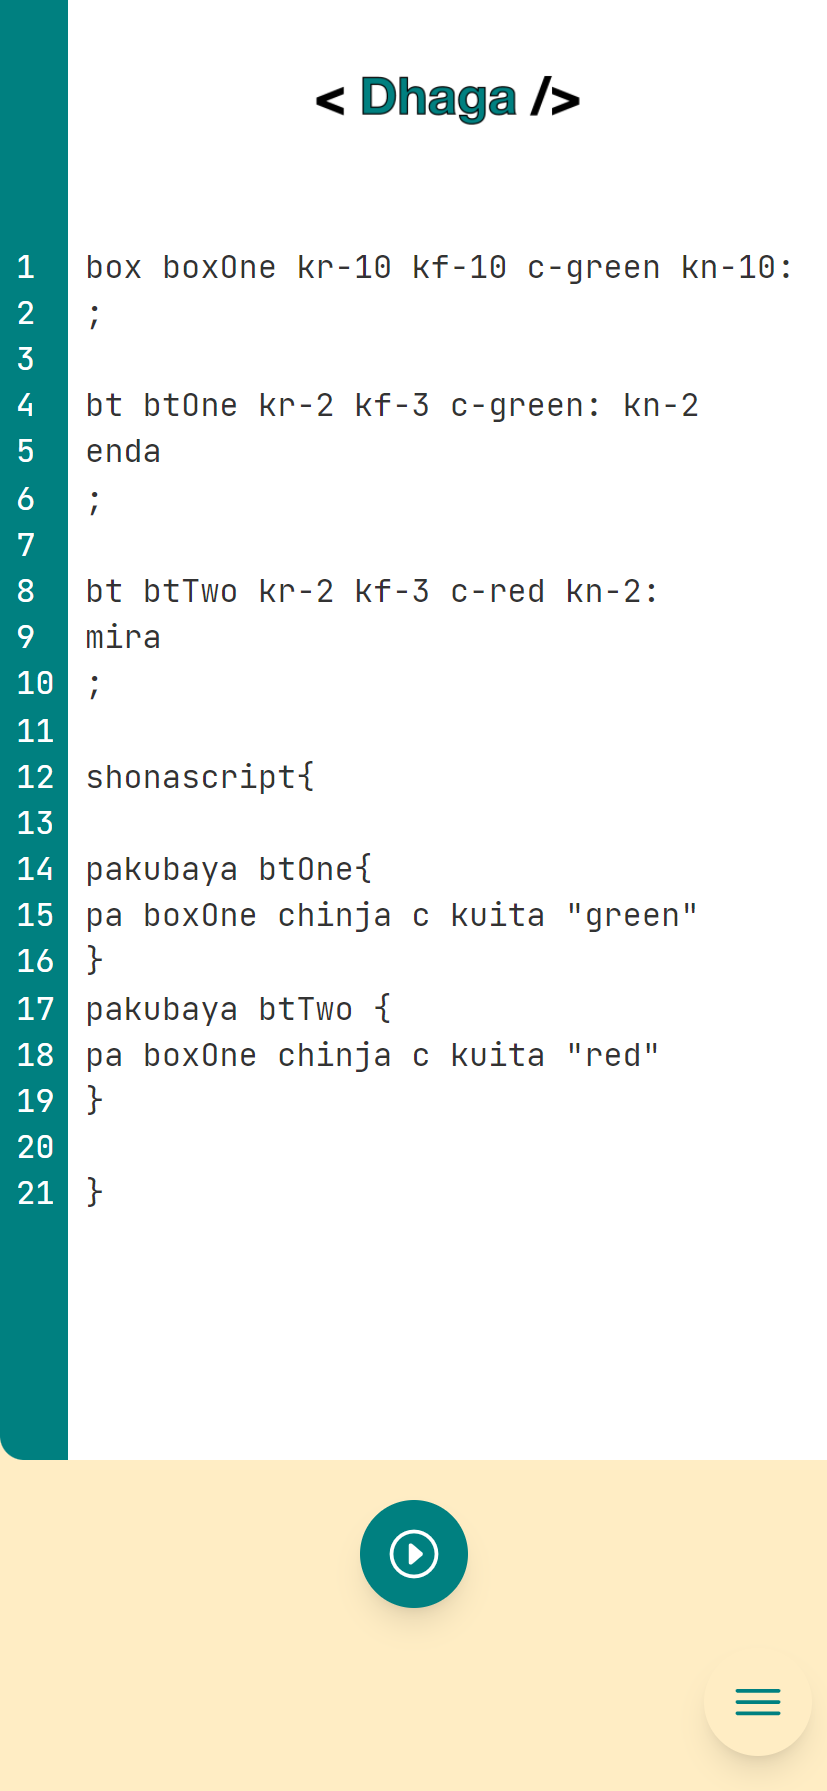 < Dhaga />
1 box boxOne kr-10 kf-10 c-green kn-10:
2 ;
3
4 bt btOne kr-2 kf-3 c-green: kn-2
5 enda
6 ;
7
8 bt btTwo kr-2 kf-3 c-red kn-2:
9 mira
10 ;
11
12 shonascript{
13
14 pakubaya btOne{
15 pa boxOne chinja c kuita "green"
16 }
17 pakubaya btTwo {
18 pa boxOne chinja c kuita "red"
19 }
20
21 }